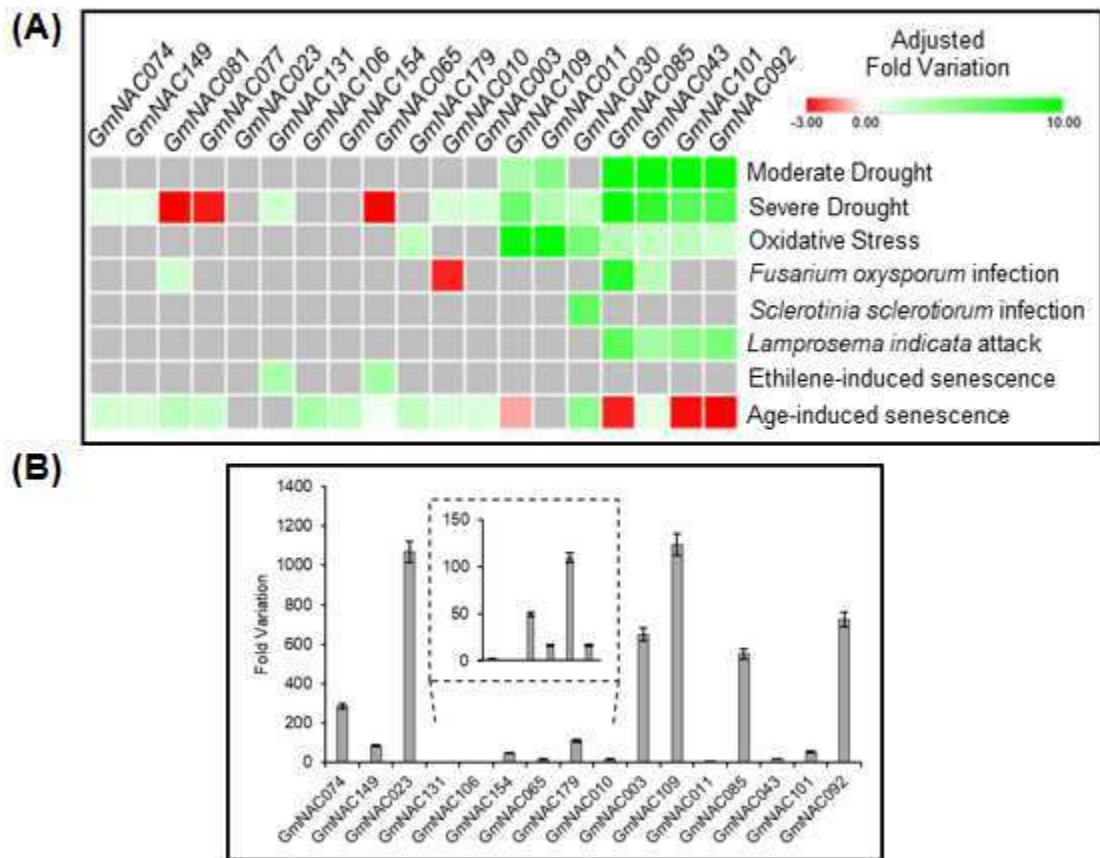 (A)
GmNAC074
GmNAC149
GmNAC081
GmNAC077
GmNAC023
GmNAC131
GmNAC106
GmNAC154
GmNAC065
GmNAC179
GmNAC010
GmNAC003
GmNAC109
GmNAC011
GmNAC030
GmNAC085
GmNAC043
GmNAC101
GmNAC092
Adjusted
Fold Variation
-3.00 0.00 10.00
Moderate Drought
Severe Drought
Oxidative Stress
Fusarium oxysporum infection
Sclerotinia sclerotiorum infection
Lamprosema indicata attack
Ethilene-induced senescence
Age-induced senescence
(B)
Fold Variation
1400
1200
1000
800
600
400
200
0
150
100
50
0
GmNAC074
GmNAC149
GmNAC023
GmNAC131
GmNAC106
GmNAC154
GmNAC065
GmNAC179
GmNAC010
GmNAC003
GmNAC109
GmNAC011
GmNAC085
GmNAC043
GmNAC101
GmNAC092